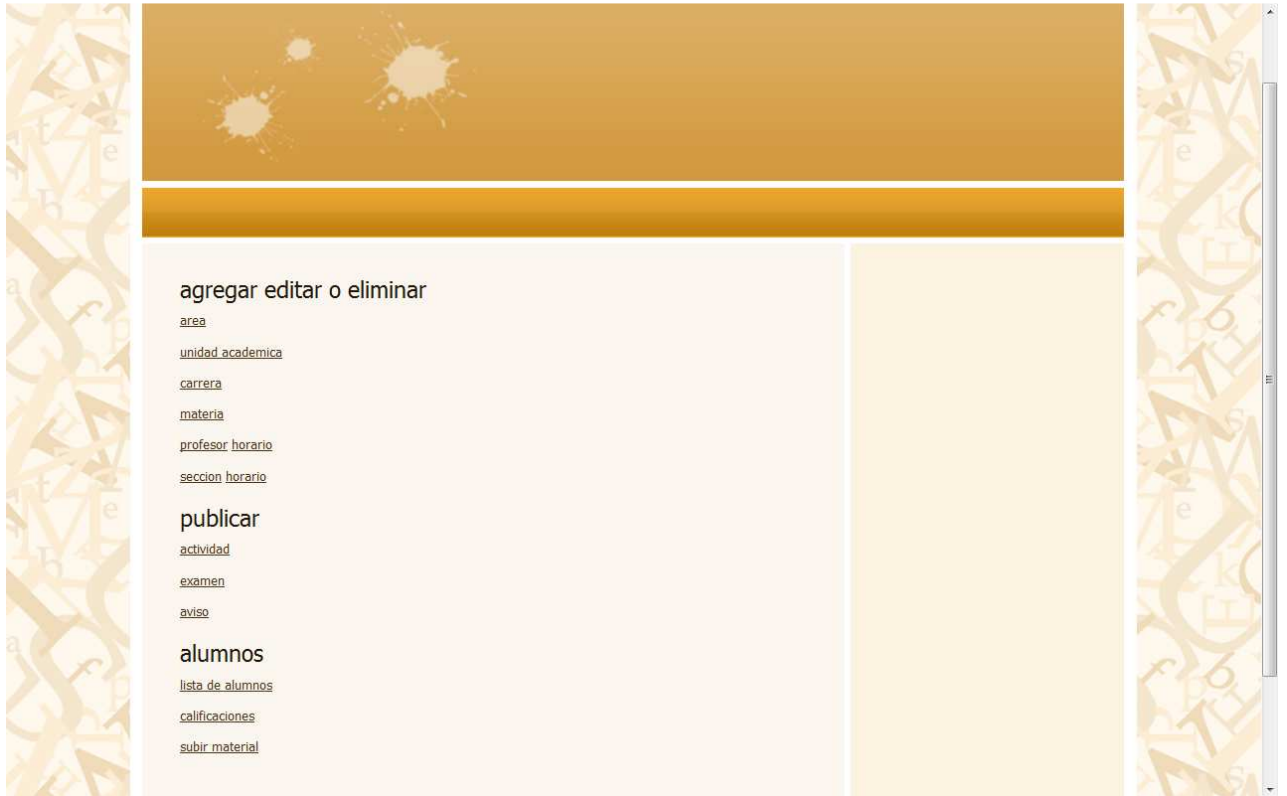 agregar editar o eliminar
area
unidad academica
carrera
materia
profesor horario
seccion horario
publicar
actividad
examen
aviso
alumnos
lista de alumnos
calificaciones
subir material